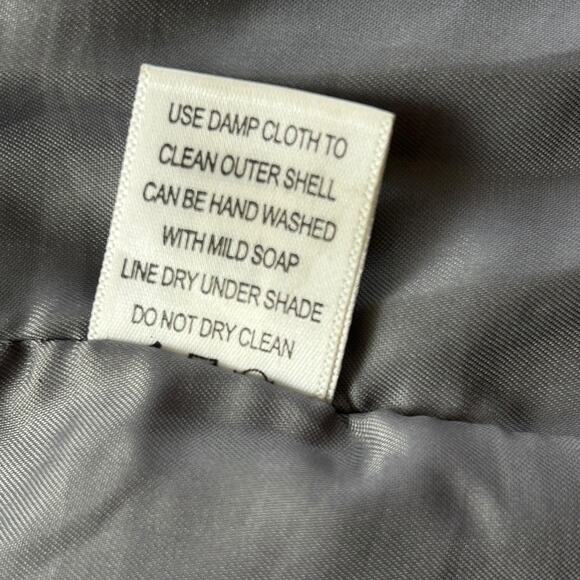 USE DAMP CLOTH TO
CLEAN OUTER SHELL
CAN BE HAND WASHED
WITH MILD SOAP
LINE DRY UNDER SHADE
DO NOT DRY CLEAN